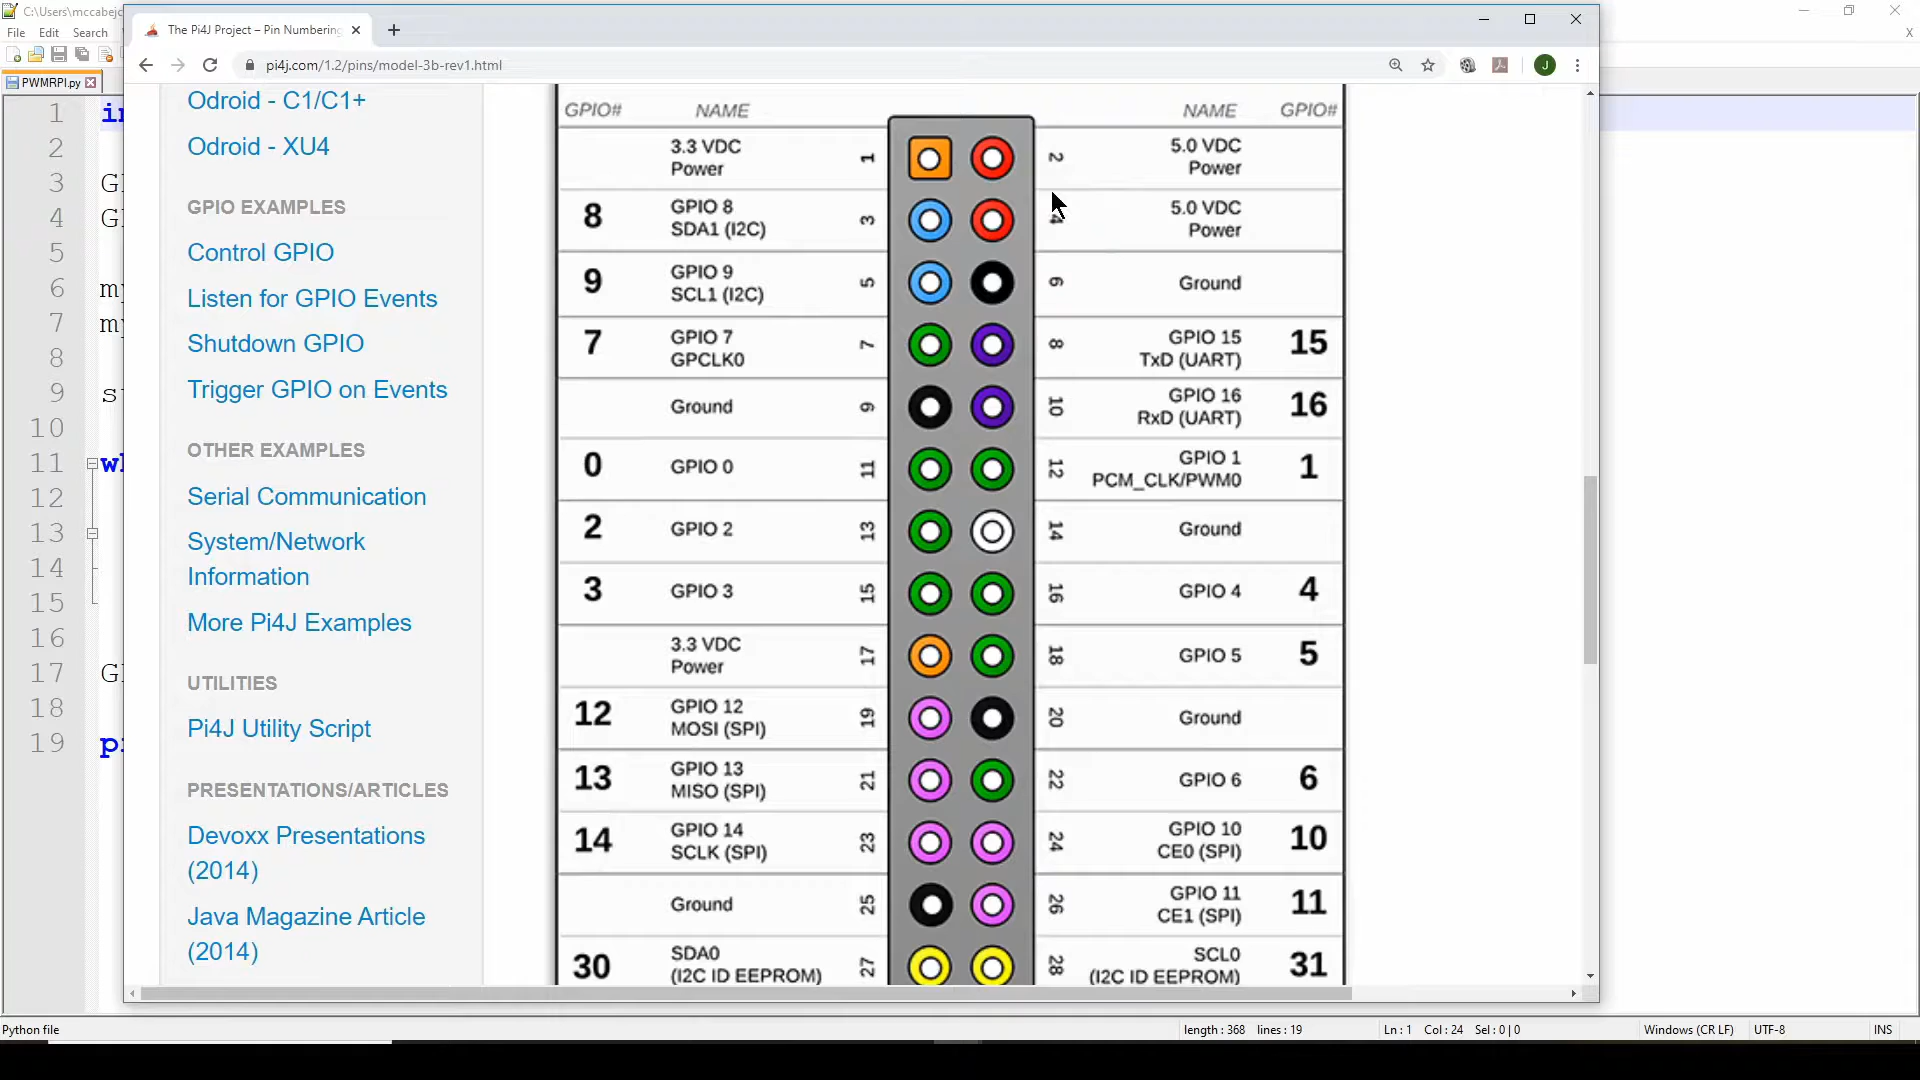 C:\Users\mccabejc
The Pi4J Project – Pin Numbering
File Edit Search
pi4j.com/1.2/pins/model-3b-rev1.html
J
X
PWMRPI.py
1
2
3 G
4 G
5
6 m
7 m
8
9 s
10
11 w
12
13
14
15
16
17 G
18
19 p
Odroid - C1/C1+
Odroid - XU4
GPIO EXAMPLES
Control GPIO
Listen for GPIO Events
Shutdown GPIO
Trigger GPIO on Events
OTHER EXAMPLES
Serial Communication
System/Network
Information
More Pi4J Examples
UTILITIES
Pi4J Utility Script
PRESENTATIONS/ARTICLES
Devoxx Presentations
(2014)
Java Magazine Article
(2014)
GPIO# NAME NAME GPIO#
3.3 VDC
Power
1 2
5.0 VDC
Power
8
GPIO 8
SDA1 (I2C)
3 4
5.0 VDC
Power
9
GPIO 9
SCL1 (I2C)
5 6
Ground
7
GPIO 7
GPCLK0
7 8
GPIO 15
TxD (UART)
15
Ground
9 10
GPIO 16
RxD (UART)
16
0 GPIO 0 11 12
GPIO 1
PCM_CLK/PWM0
1
2 GPIO 2 13 14 Ground
3 GPIO 3 15 16 GPIO 4 4
3.3 VDC
Power
17 18 GPIO 5 5
12
GPIO 12
MOSI (SPI)
19 20 Ground
13
GPIO 13
MISO (SPI)
21 22 GPIO 6 6
14
GPIO 14
SCLK (SPI)
23 24
GPIO 10
CE0 (SPI)
10
Ground
25 26
GPIO 11
CE1 (SPI)
11
30
SDA0
(I2C ID EEPROM)
27 28
SCL0
(I2C ID EEPROM)
31
Python file length : 368 lines : 19 Ln : 1 Col : 24 Sel : 0 | 0 Windows (CR LF) UTF-8 INS